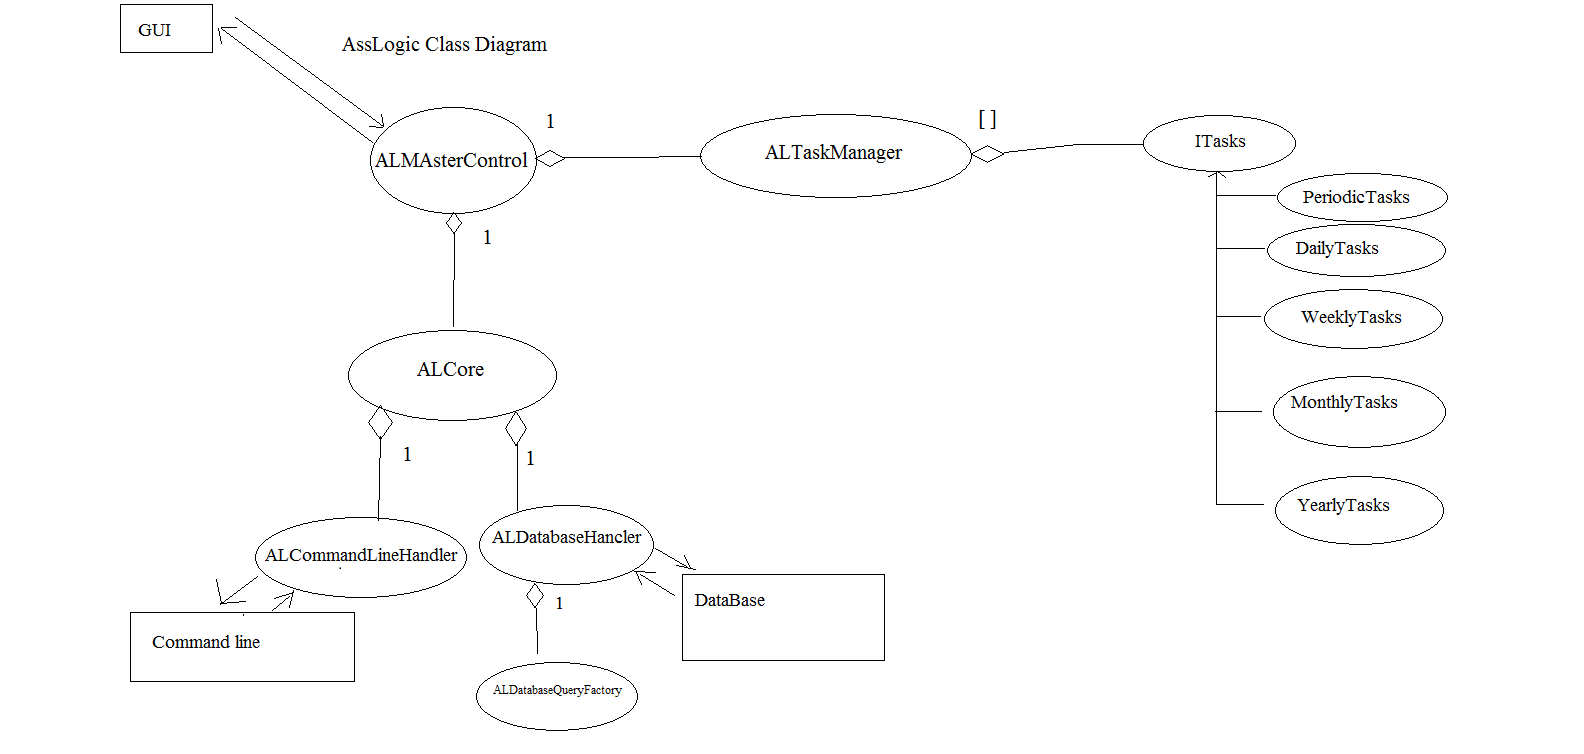 GUI
AssLogic Class Diagram
1
[ ]
ALMAsterControl
ALTaskManager
ITasks
PeriodicTasks
1
DailyTasks
WeeklyTasks
ALCore
MonthlyTasks
1
1
YearlyTasks
ALCommandLineHandler
ALDatabaseHancler
1
DataBase
Command line
ALDatabaseQueryFactory